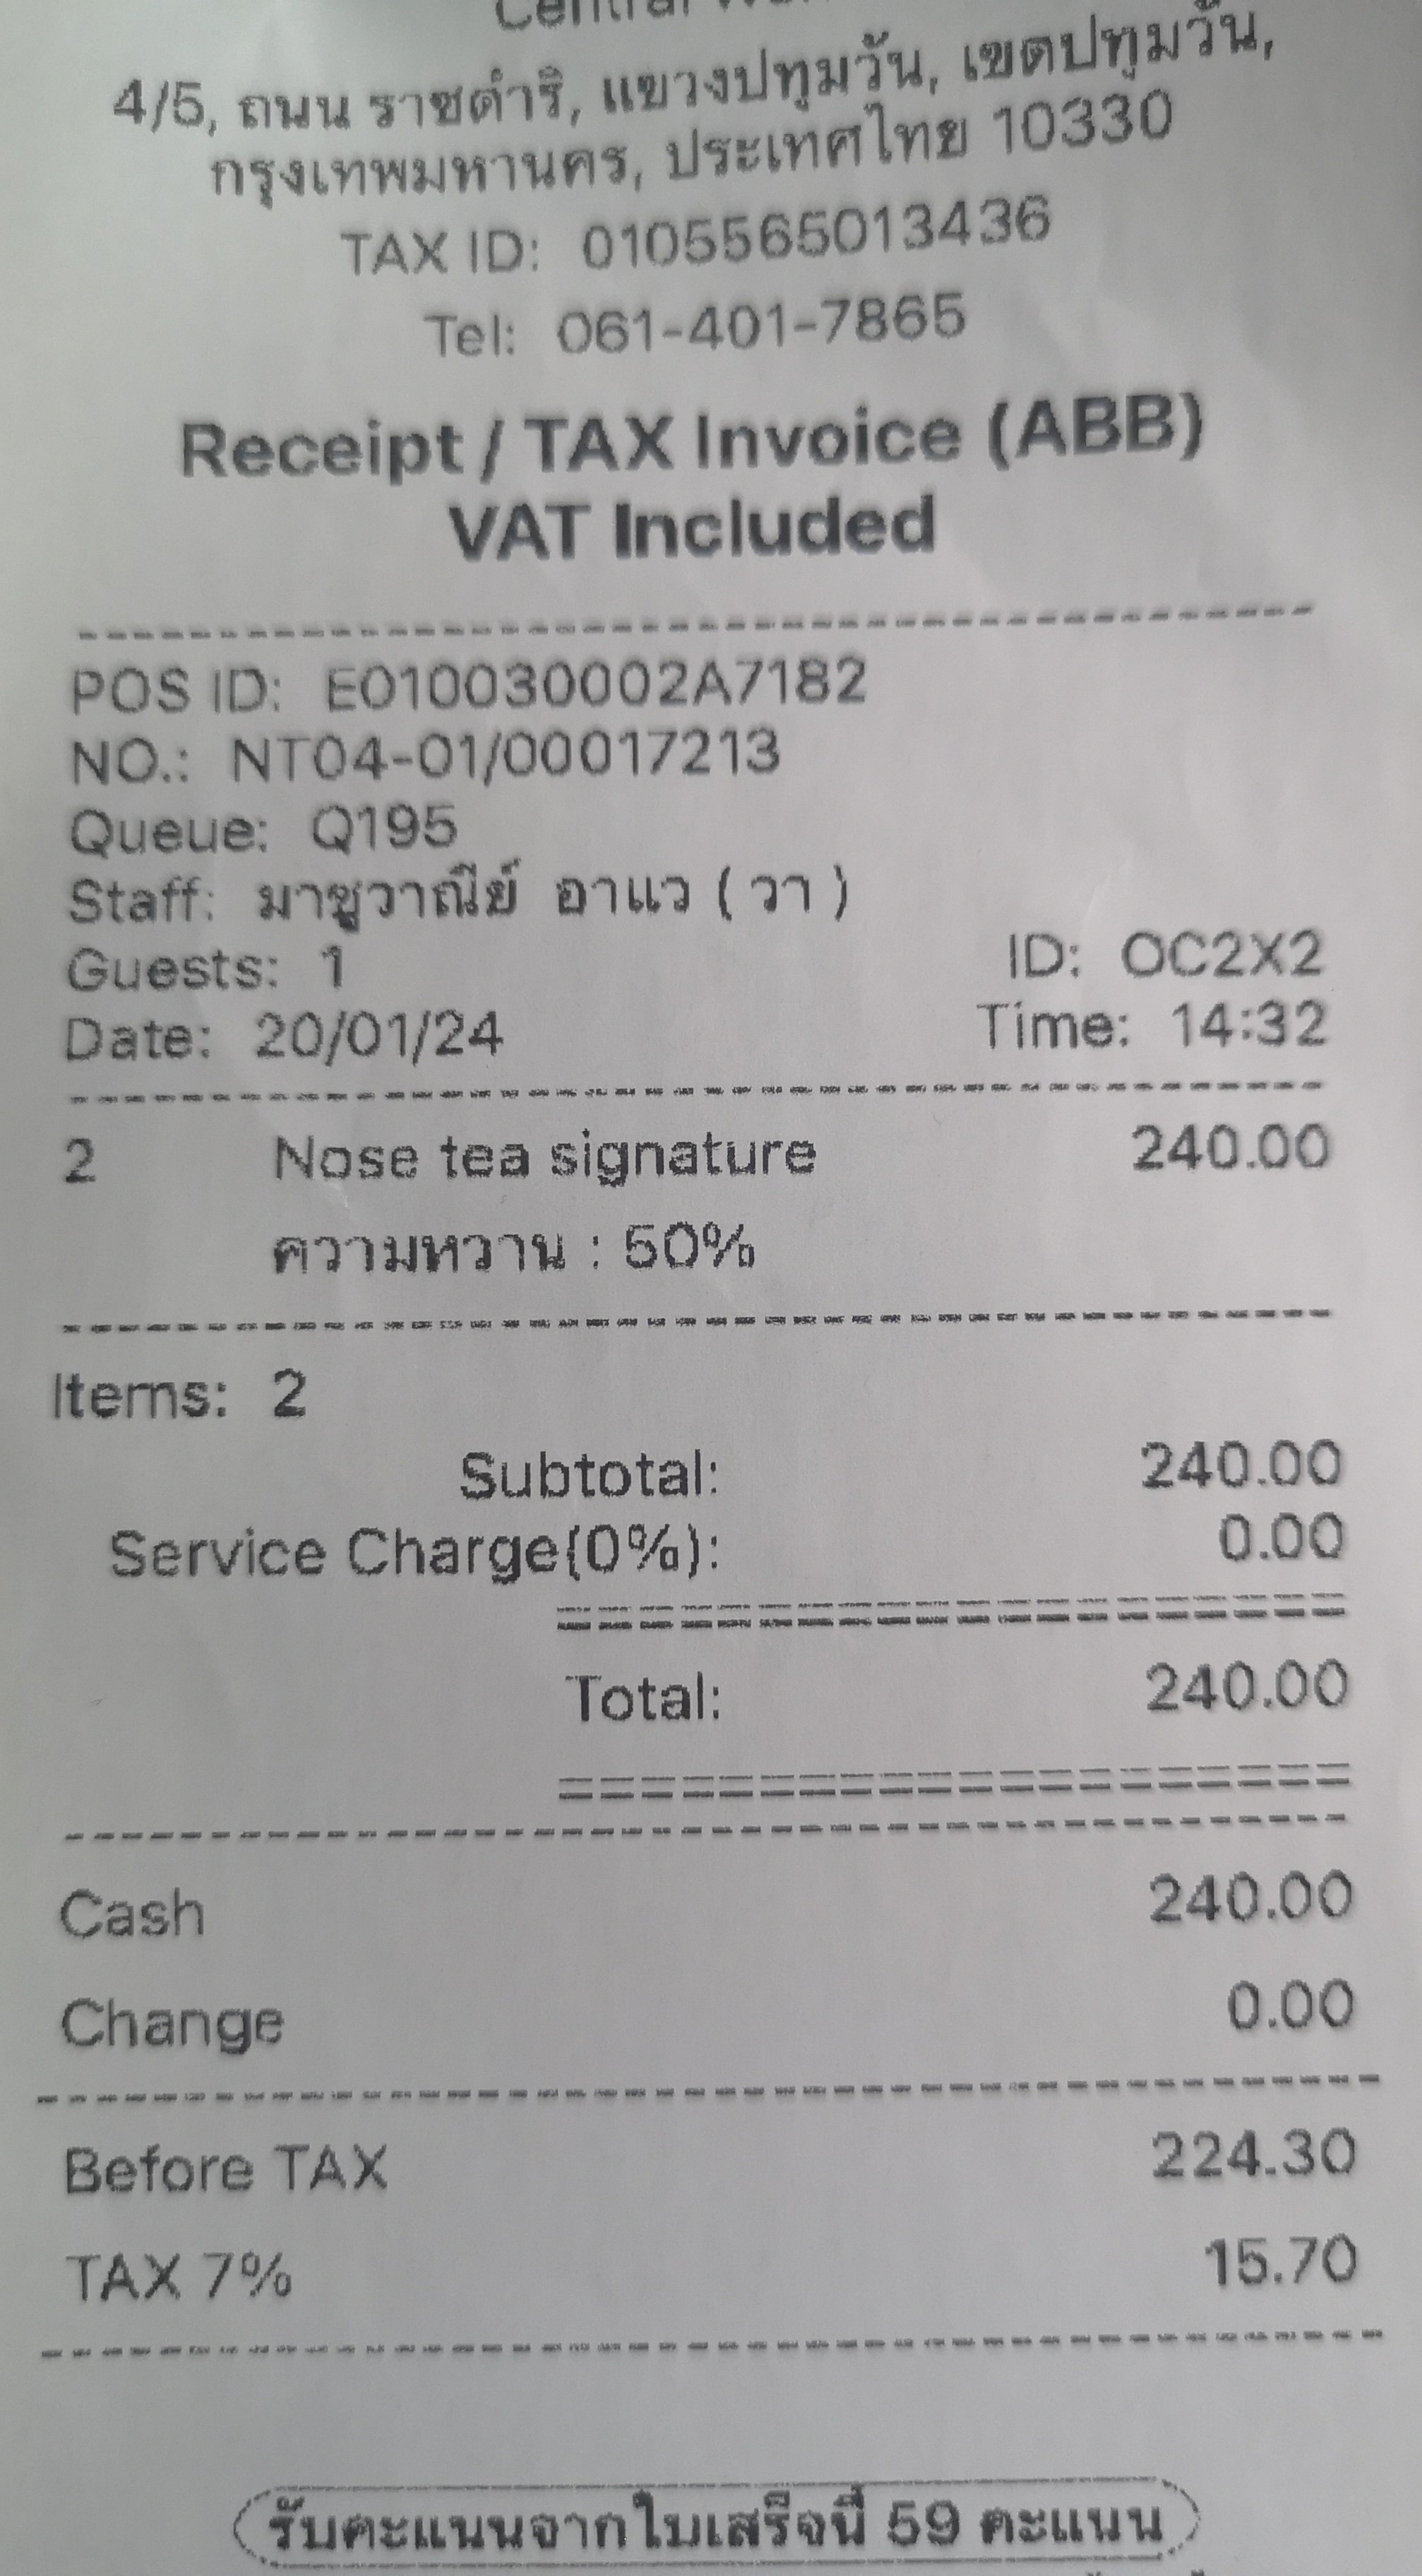 Central
4/5, ถนน ราชดำริ, แขวงปทุมวัน, เขตปทุมวัน,
กรุงเทพมหานคร, ประเทศไทย 10330
TAX ID: 0105565013436
Tel: 061-401-7865
Receipt / TAX Invoice (ABB)
VAT Included
POS ID: E010030002A7182
NO.: NT04-01/00017213
Queue: Q195
Staff: มาซูวาณีย์ อาแว ( วา )
Guests: 1 ID: OC2X2
Date: 20/01/24 Time: 14:32
2 Nose tea signature 240.00
ความหวาน : 50%
Items: 2
Subtotal: 240.00
Service Charge(0%): 0.00
Total: 240.00
Cash 240.00
Change 0.00
Before TAX 224.30
TAX 7% 15.70
รับคะแนนจากใบเสร็จนี้ 59 คะแนน